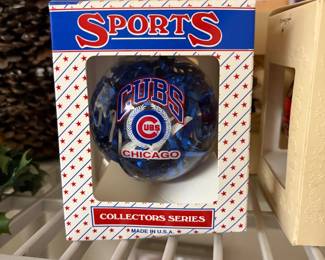 SPORTS
CUBS
CUBS
CHICAGO
COLLECTORS SERIES
MADE IN U.S.A.